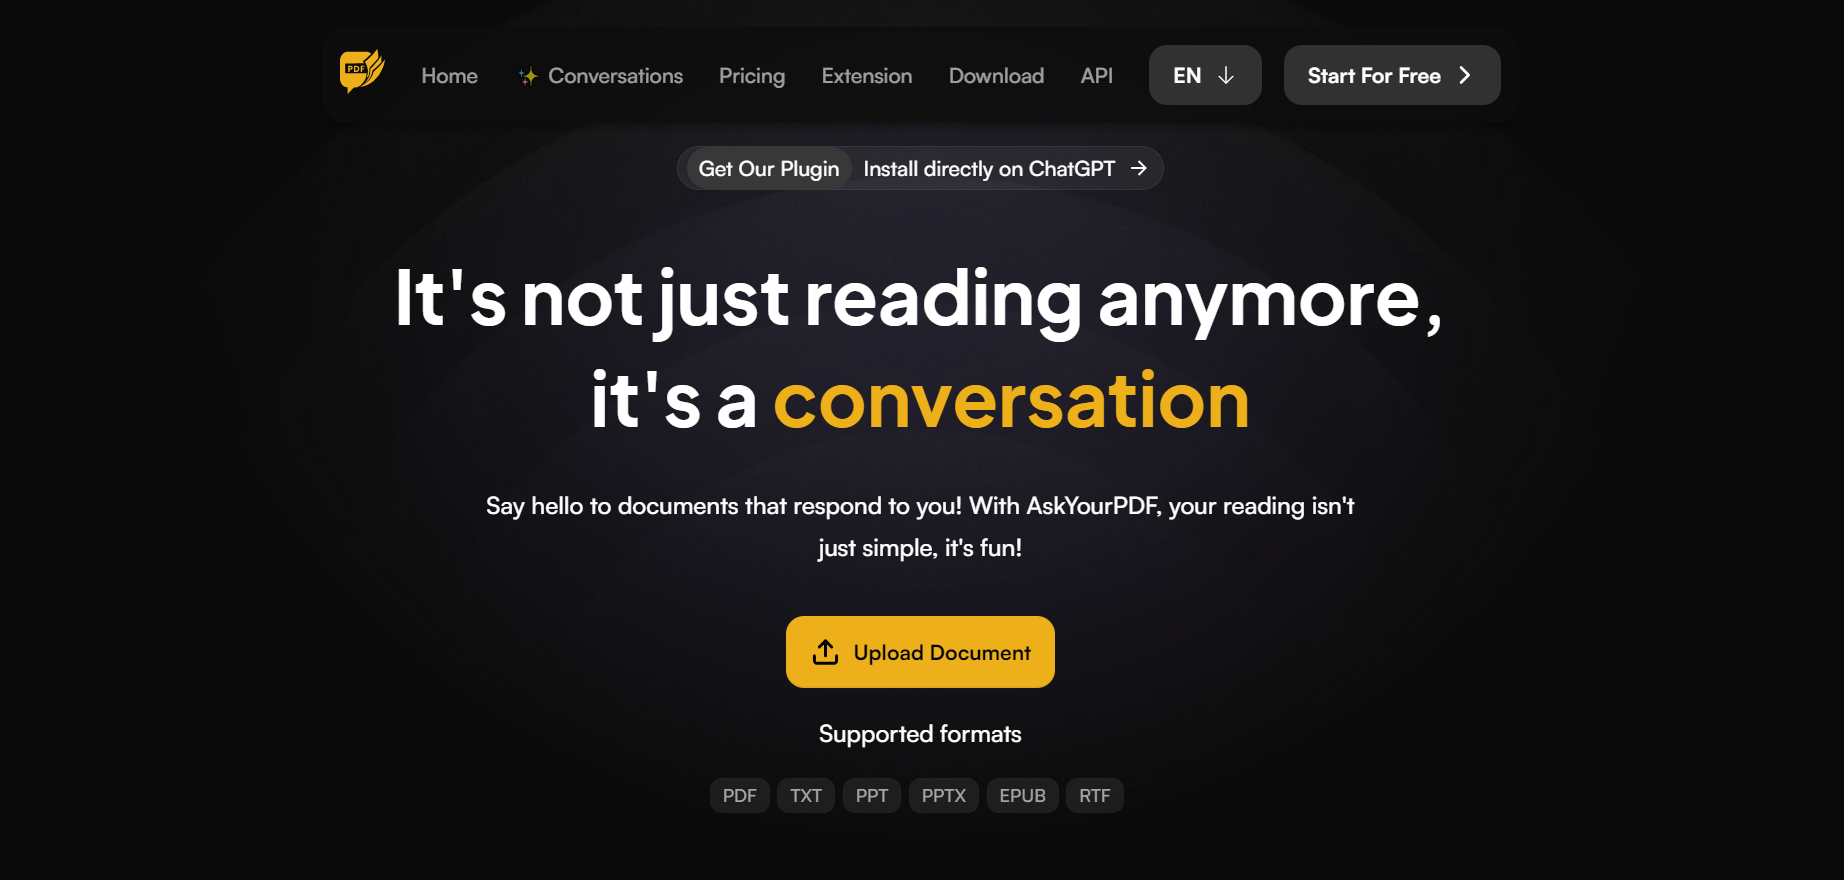 PDF
Home
Conversations
Pricing
Extension
Download
API
EN
Start For Free
Get Our Plugin Install directly on ChatGPT
It's not just reading anymore,
it's a conversation
Say hello to documents that respond to you! With AskYourPDF, your reading isn't
just simple, it's fun!
Upload Document
Supported formats
PDF TXT PPT PPTX EPUB RTF